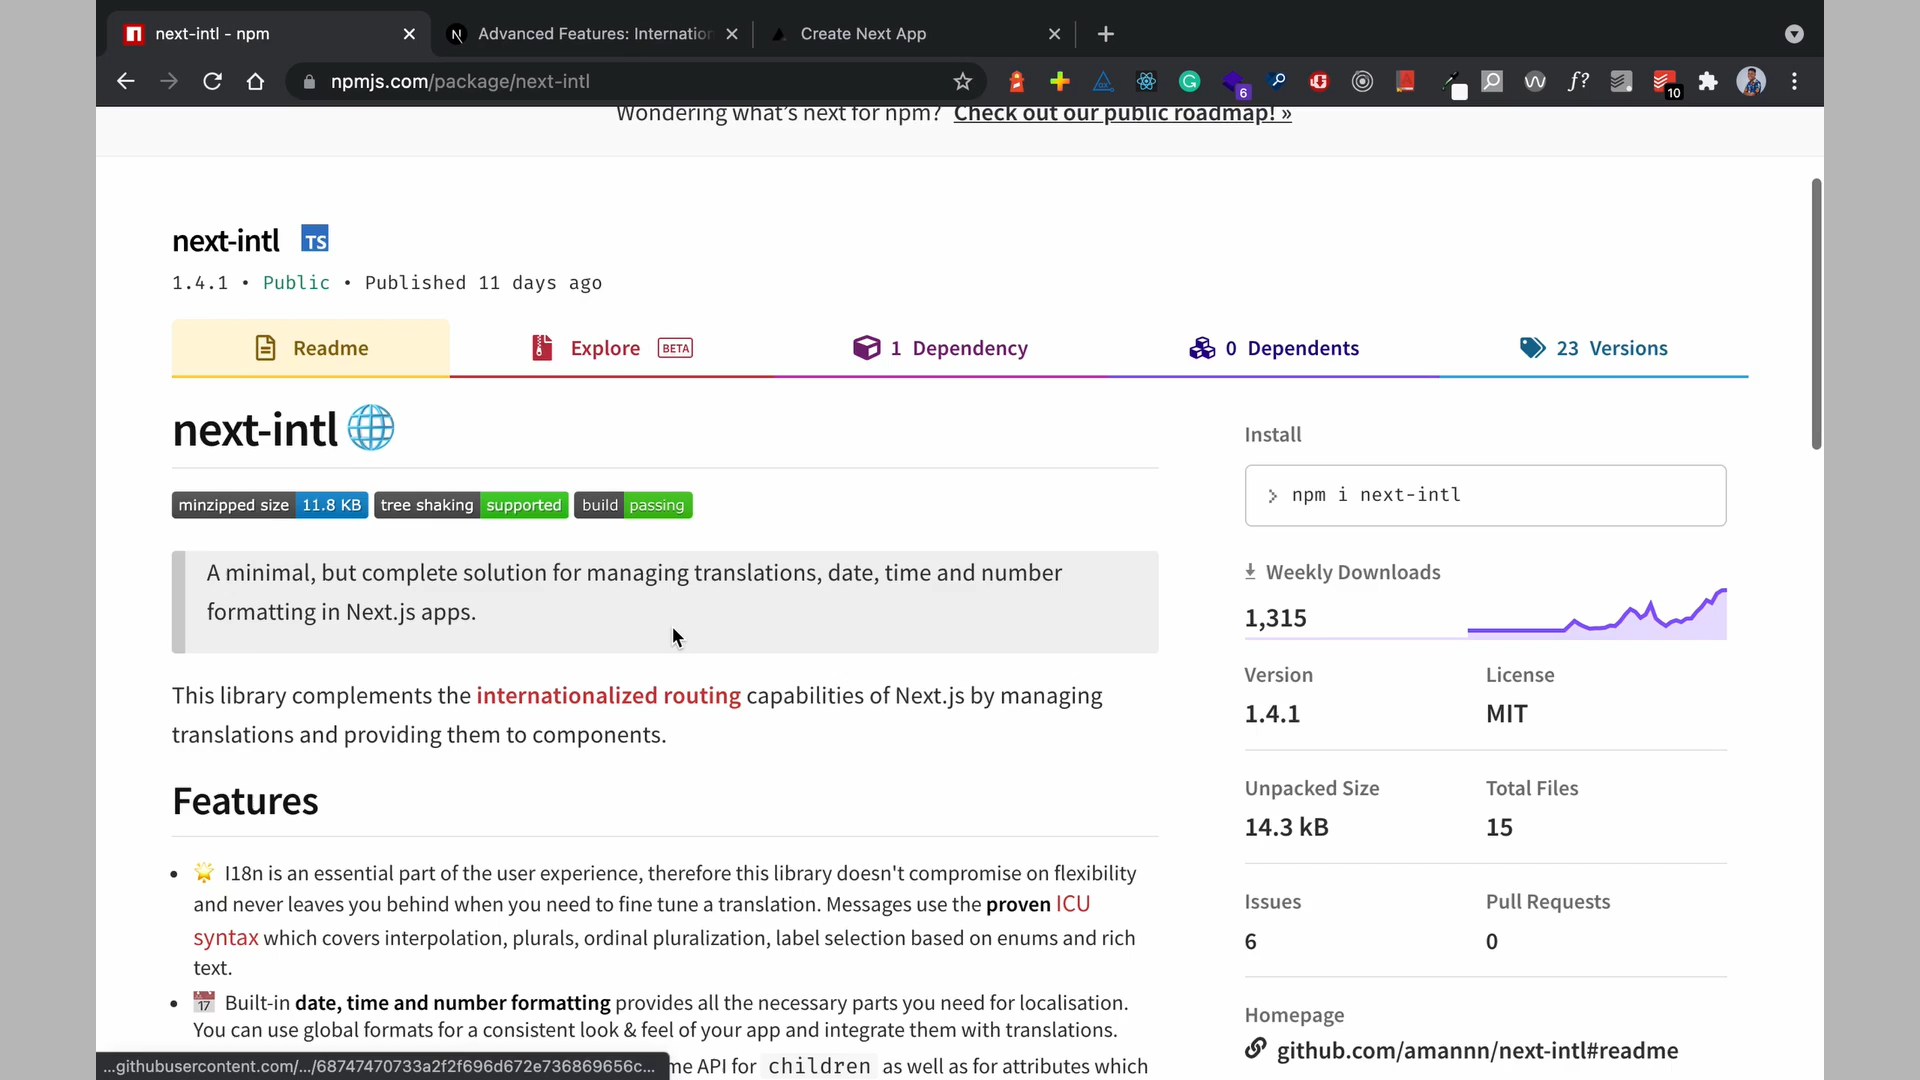 next-intl - npm
Advanced Features: Internation
Create Next App
npmjs.com/package/next-intl
6
f?
10
Wondering what's next for npm? Check out our public roadmap! »
next-intl TS
1.4.1 • Public • Published 11 days ago
Readme
Explore BETA
1 Dependency
0 Dependents
23 Versions
next-intl
minzipped size 11.8 KB tree shaking supported build passing
A minimal, but complete solution for managing translations, date, time and number
formatting in Next.js apps.
This library complements the internationalized routing capabilities of Next.js by managing
translations and providing them to components.
Features
I18n is an essential part of the user experience, therefore this library doesn't compromise on flexibility
and never leaves you behind when you need to fine tune a translation. Messages use the proven ICU
syntax which covers interpolation, plurals, ordinal pluralization, label selection based on enums and rich
text.
17 Built-in date, time and number formatting provides all the necessary parts you need for localisation.
You can use global formats for a consistent look & feel of your app and integrate them with translations.
me API for children as well as for attributes which
Install
npm i next-intl
Weekly Downloads
1,315
Version
1.4.1
License
MIT
Unpacked Size
14.3 kB
Total Files
15
Issues
6
Pull Requests
0
Homepage
github.com/amannn/next-intl#readme
...githubusercontent.com/.../68747470733a2f2f696d672e736869656c...